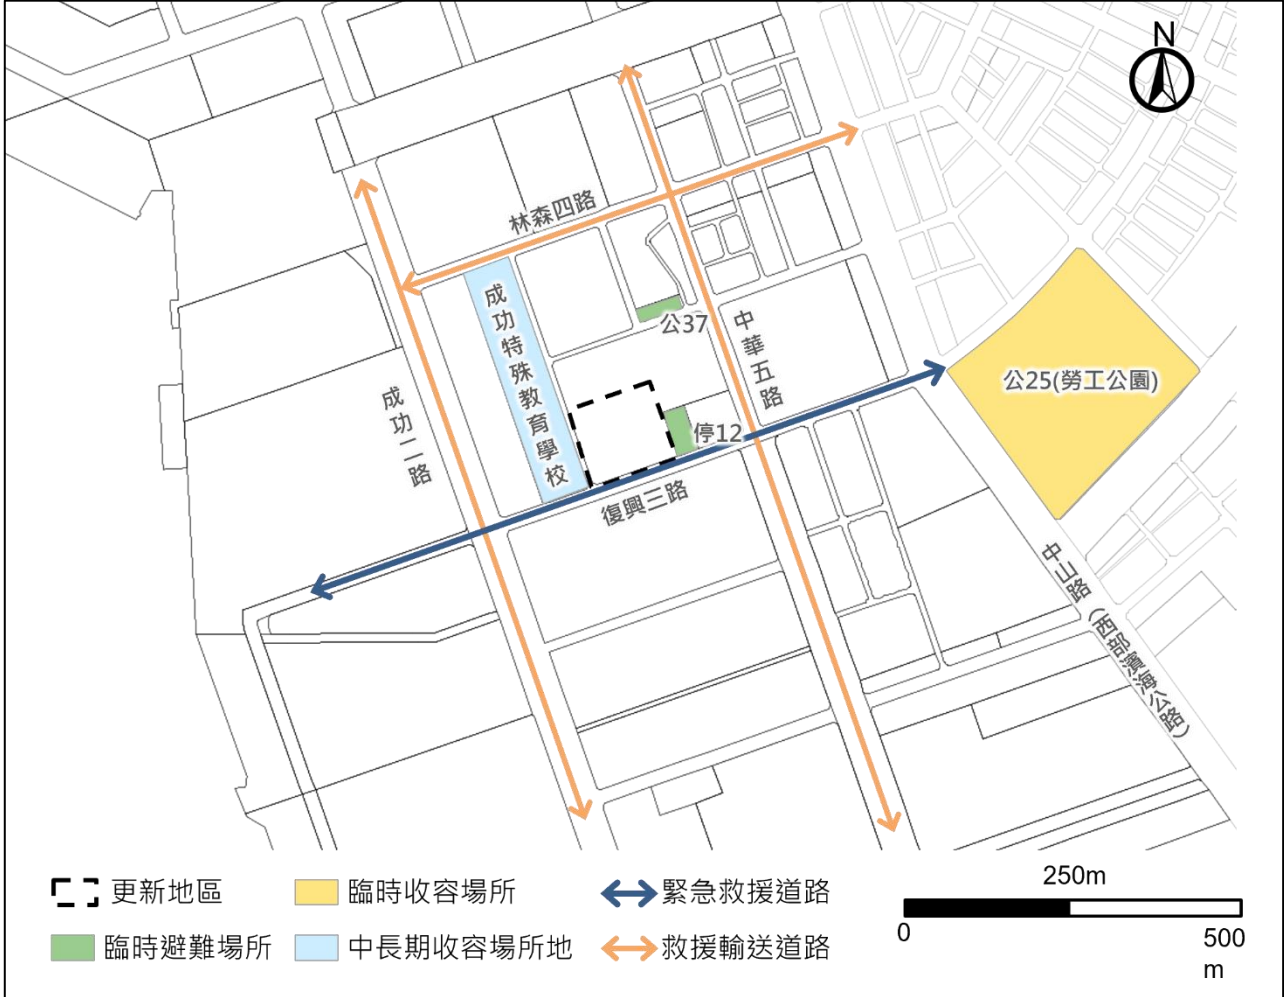 N
林森四路
成功特殊教育學校
公37
中華五路
公25(勞工公園)
成功二路
停12
復興三路
中山路(西部濱海公路)
更新地區
臨時收容場所
緊急救援道路
250m
臨時避難場所
中長期收容場所地
救援輸送道路
0
500
m